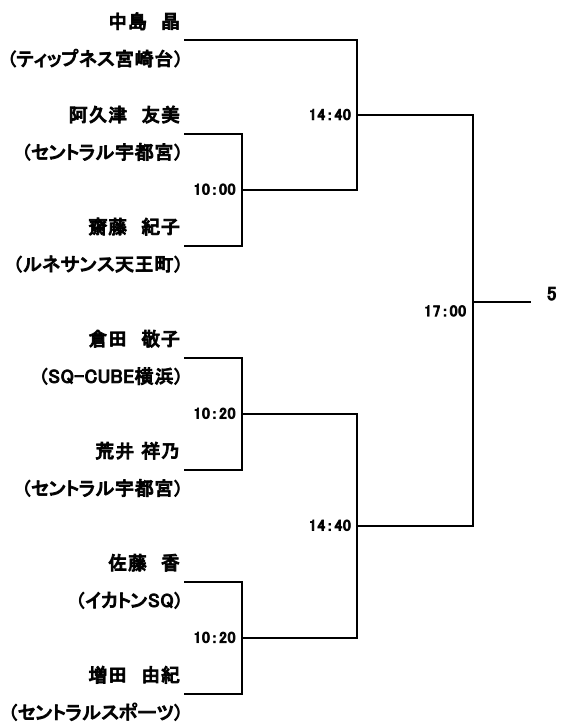 中島　晶
(ティップネス宮崎台)
14:40
阿久津　友美
(セントラル宇都宮)
10:00
齋藤　紀子
(ルネサンス天王町)
5
17:00
倉田　敬子
(SQ-CUBE横浜)
10:20
荒井 祥乃
(セントラル宇都宮)
14:40
佐藤　香
(イカトンSQ)
10:20
増田　由紀
(セントラルスポーツ)